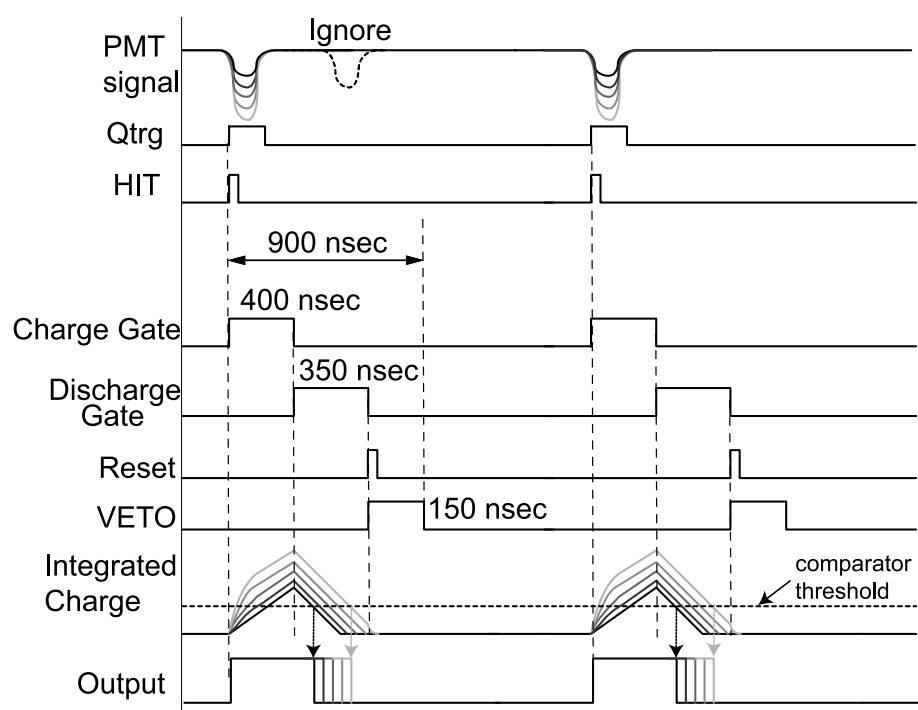 Ignore
PMT
signal
Qtrg
HIT
900 nsec
400 nsec
Charge Gate
350 nsec
Discharge
Gate
Reset
VETO
150 nsec
Integrated
Charge
comparator
threshold
Output